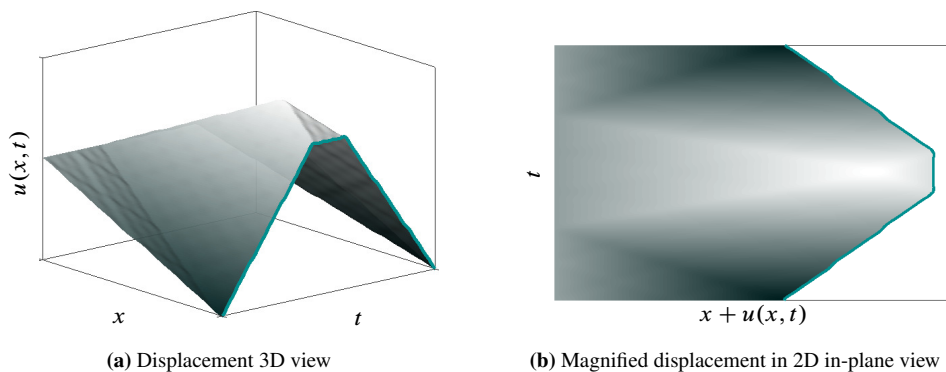 u(x,t)
x
t
(a) Displacement 3D view
t
x + u(x,t)
(b) Magnified displacement in 2D in-plane view